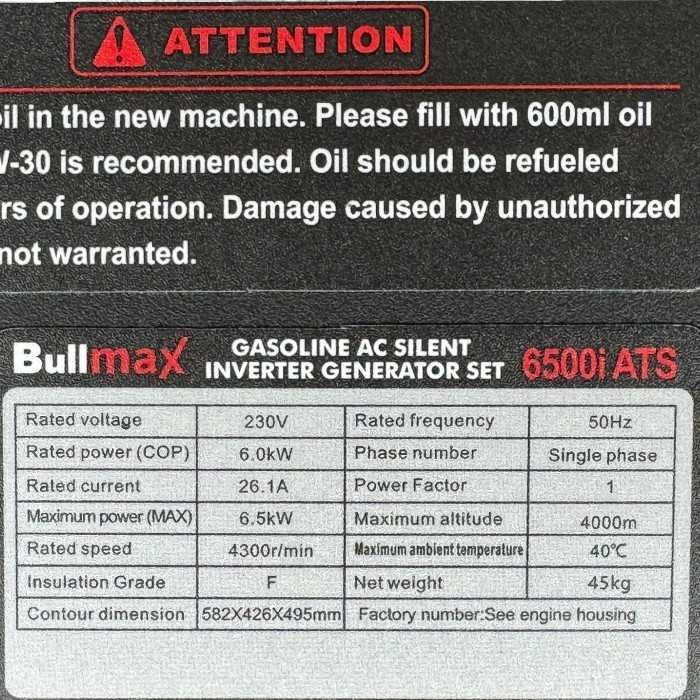 ATTENTION
oil in the new machine. Please fill with 600ml oil
-30 is recommended. Oil should be refueled
rs of operation. Damage caused by unauthorized
not warranted.
Bullmax GASOLINE AC SILENT
INVERTER GENERATOR SET 6500i ATS
Rated voltage 230V Rated frequency 50Hz
Rated power (COP) 6.0kW Phase number Single phase
Rated current 26.1A Power Factor 1
Maximum power (MAX) 6.5kW Maximum altitude 4000m
Rated speed 4300r/min Maximum ambient temperature 40℃
Insulation Grade F Net weight 45kg
Contour dimension 582X426X495mm Factory number:See engine housing